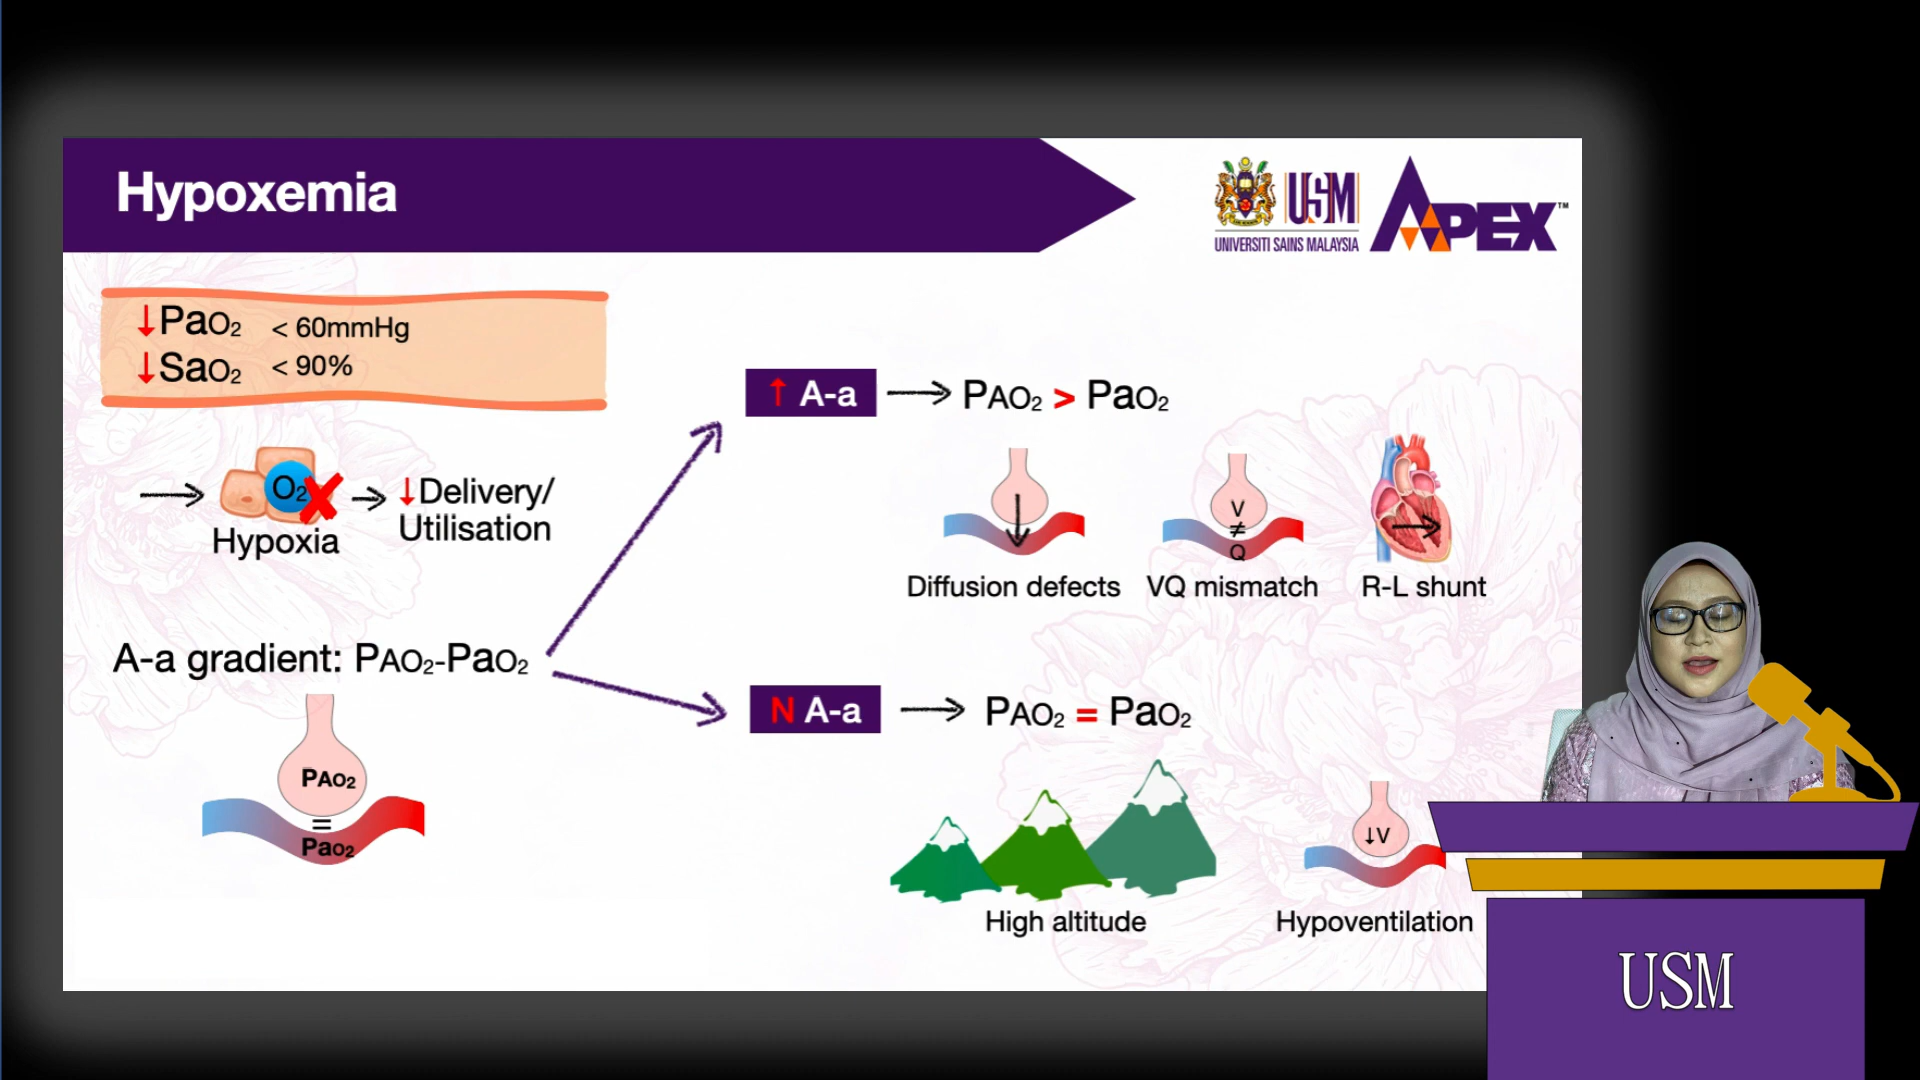 Hypoxemia
USM
UNIVERSITI SAINS MALAYSIA
APEX™
↓PaO₂ < 60mmHg
↓SaO₂ < 90%
O₂
Hypoxia
↓Delivery/
Utilisation
A-a gradient: PAO₂-PaO₂
PAO₂
=
PaO₂
↑ A-a → PAO₂ > PaO₂
V
≠
Q
Diffusion defects
VQ mismatch
R-L shunt
N A-a → PAO₂ = PaO₂
↓V
High altitude
Hypoventilation
USM